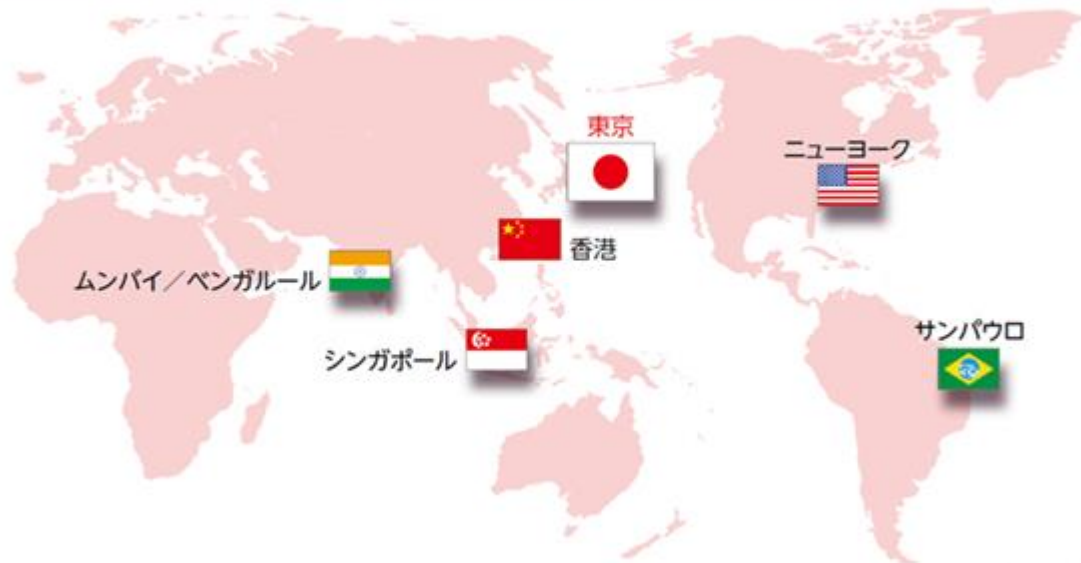 東京
ニューヨーク
香港
ムンバイ／ベンガルール
サンパウロ
シンガポール